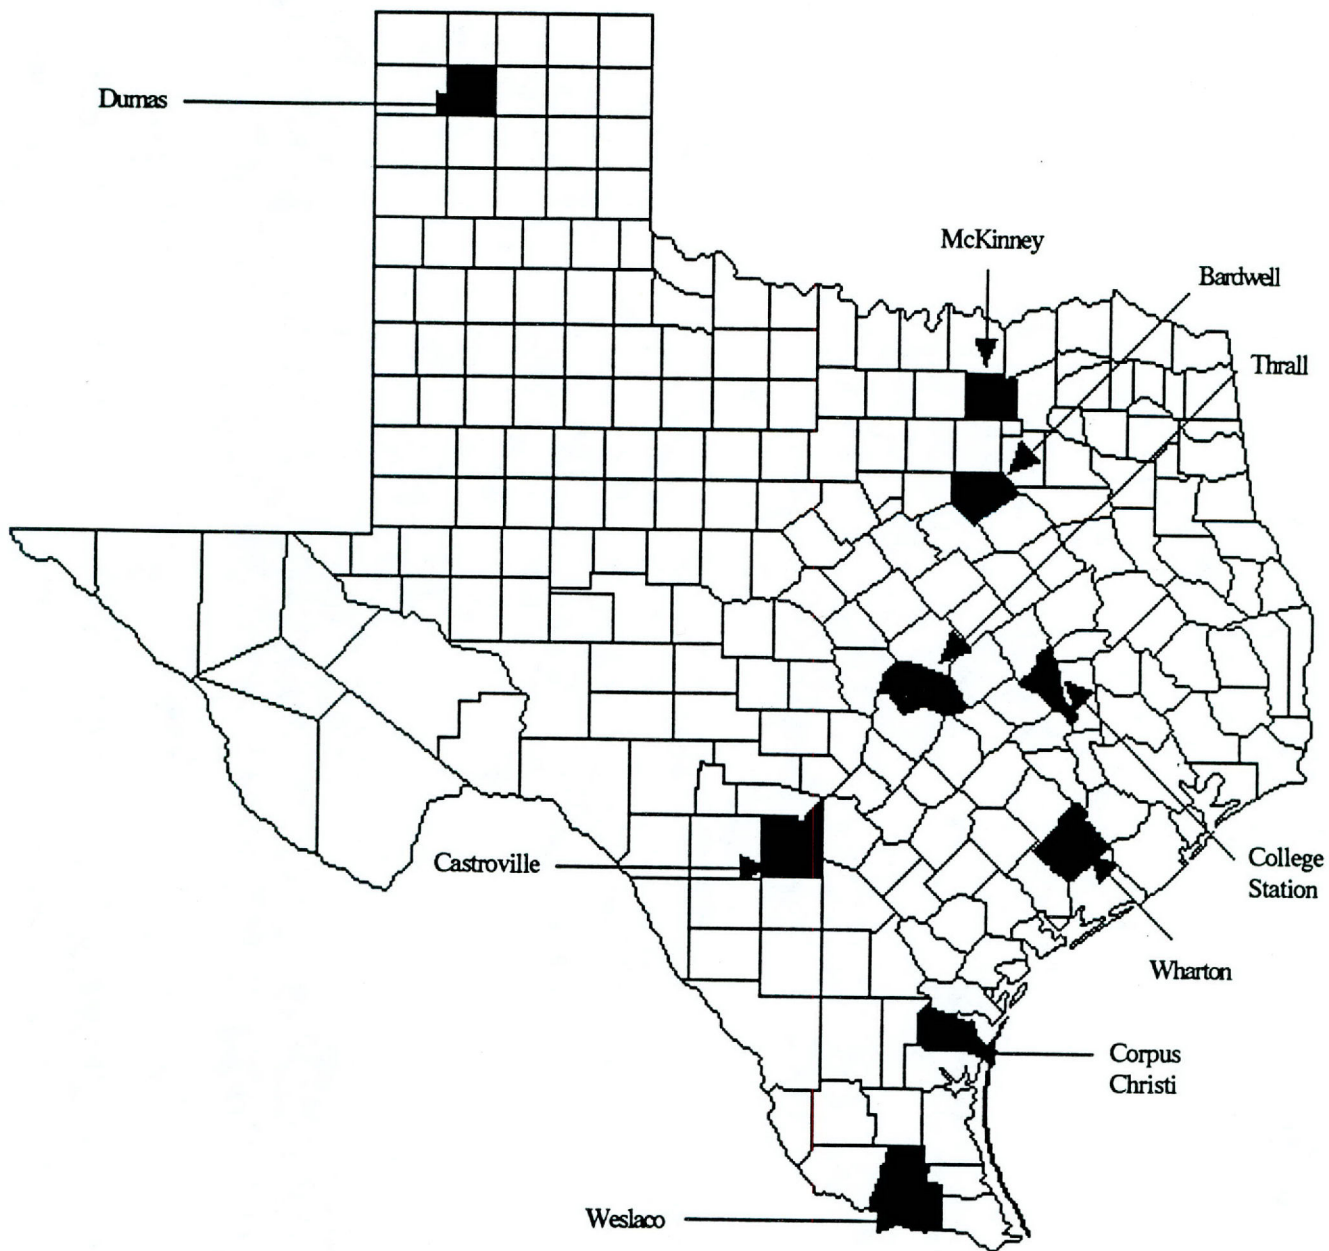 Dumas
McKinney
Bardwell
Thrall
Castroville
College
Station
Wharton
Corpus
Christi
Weslaco